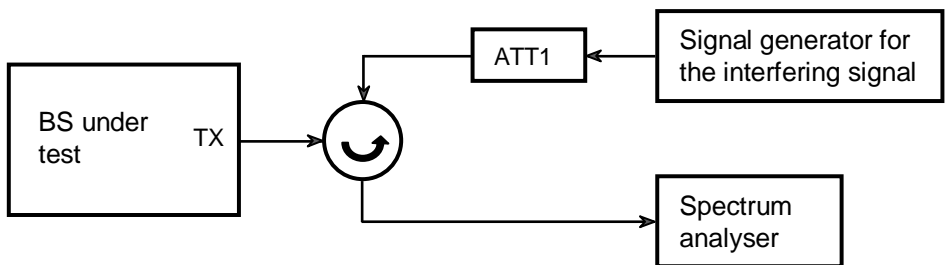 BS under
test
TX
ATT1
Signal generator for
the interfering signal
Spectrum
analyser